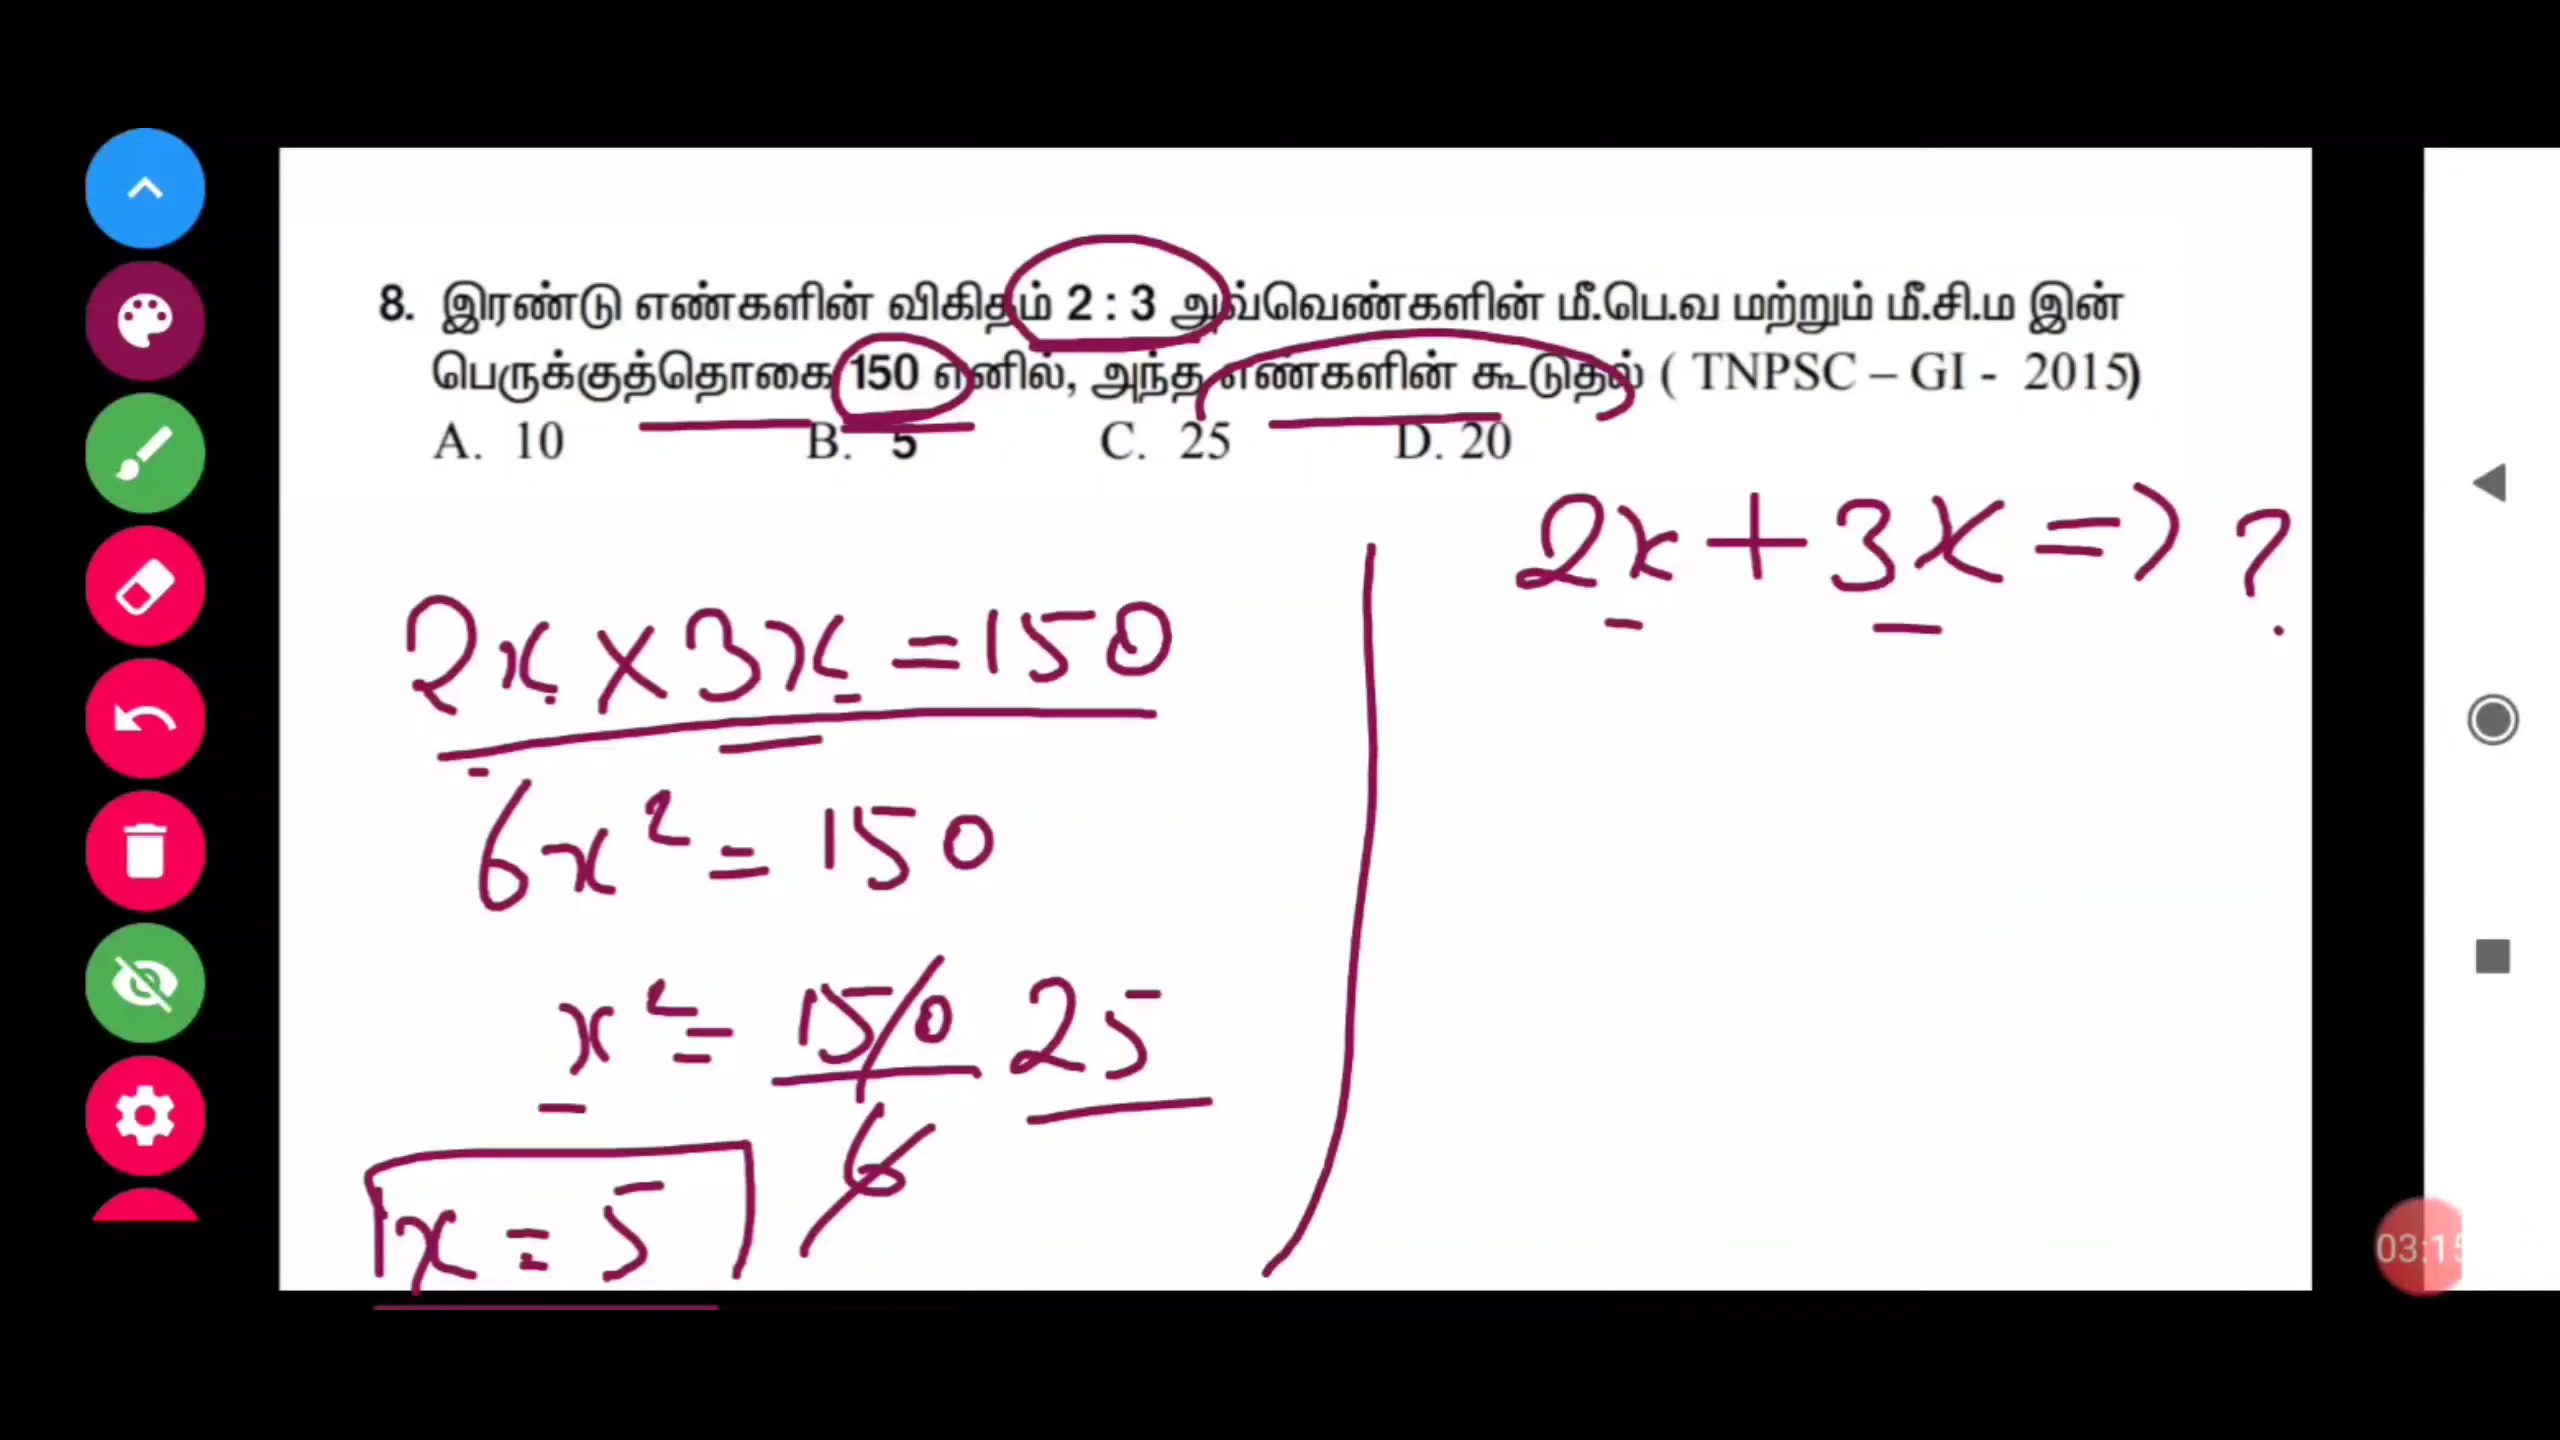 8. இரண்டு எண்களின் விகிதம் 2 : 3 அவ்வெண்களின் மீ.பெ.வ மற்றும் மீ.சி.ம இன்
பெருக்குத்தொகை 150 எனில், அந்த எண்களின் கூடுதல் ( TNPSC – GI - 2015)
A. 10 B. 5 C. 25 D. 20
2x + 3x => ?
2x × 3x = 150
6x² = 150
x² = 150/6 25
x = 5
03:15